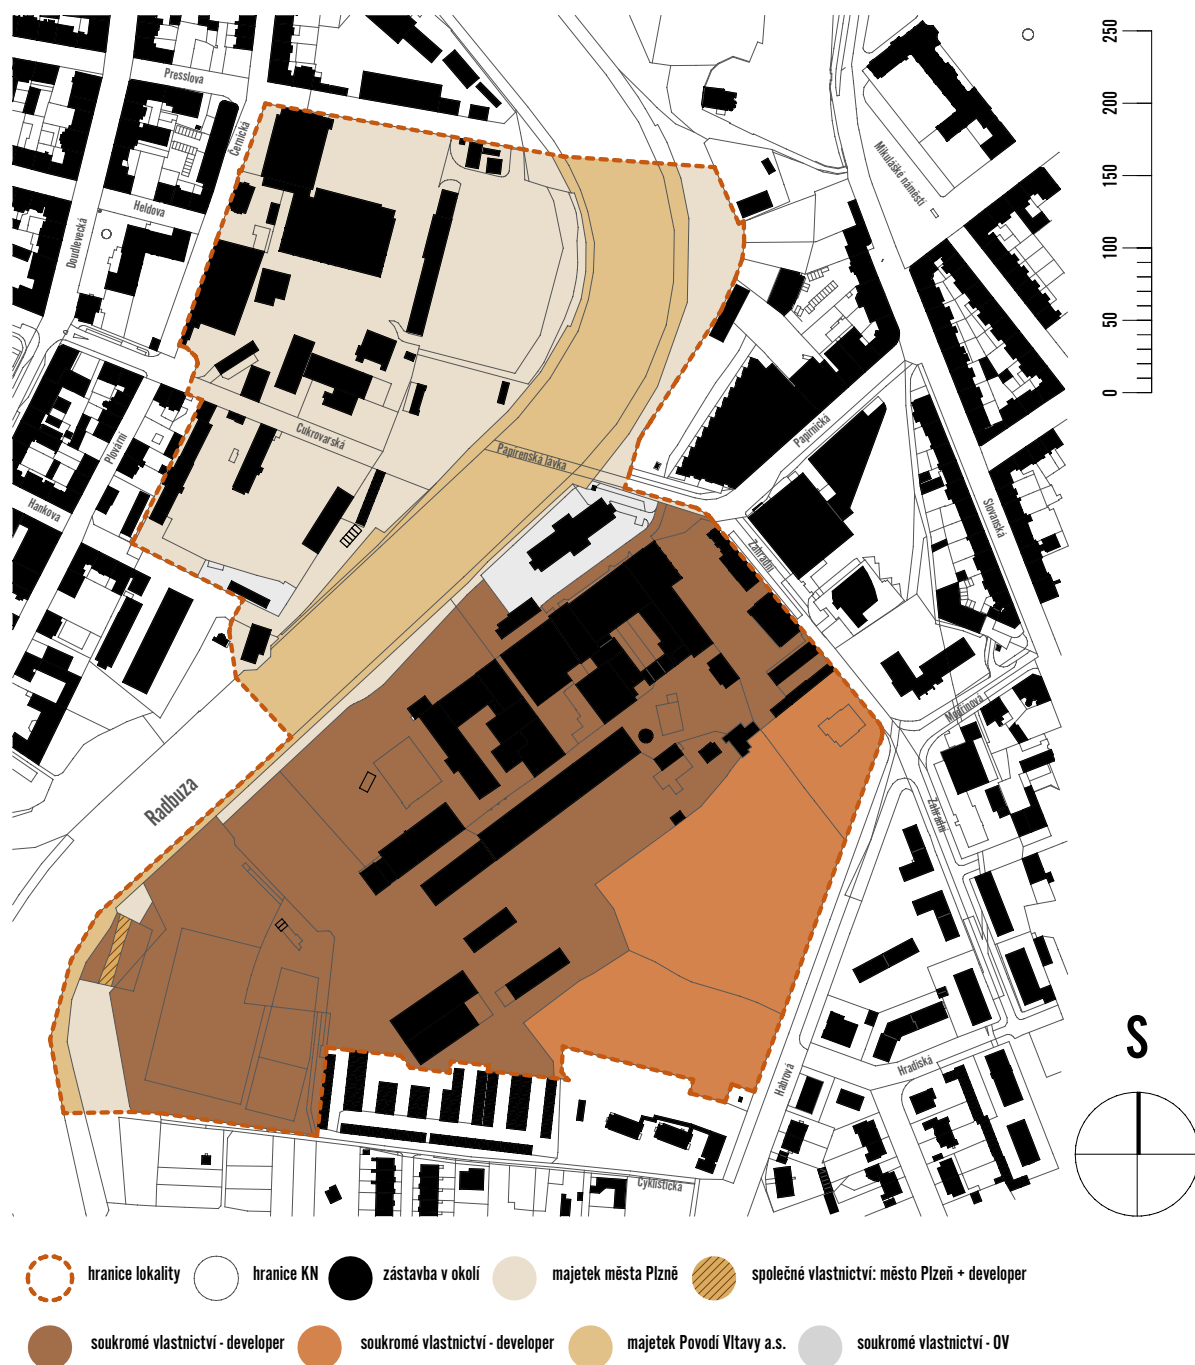 Presslova
Černická
Heldova
Doudlevecká
Mikulášské náměstí
Plovární
Hankova
Cukrovarská
Papírenská lávka
Papírnická
Slovanská
Zahradní
Mohylová
Radbuza
Zahradní
Habrová
Hradišská
Cyklistická
250
200
150
100
50
0
S
hranice lokality
hranice KN
zástavba v okolí
majetek města Plzně
společné vlastnictví: město Plzeň + developer
soukromé vlastnictví - developer
soukromé vlastnictví - developer
majetek Povodí Vltavy a.s.
soukromé vlastnictví - OV